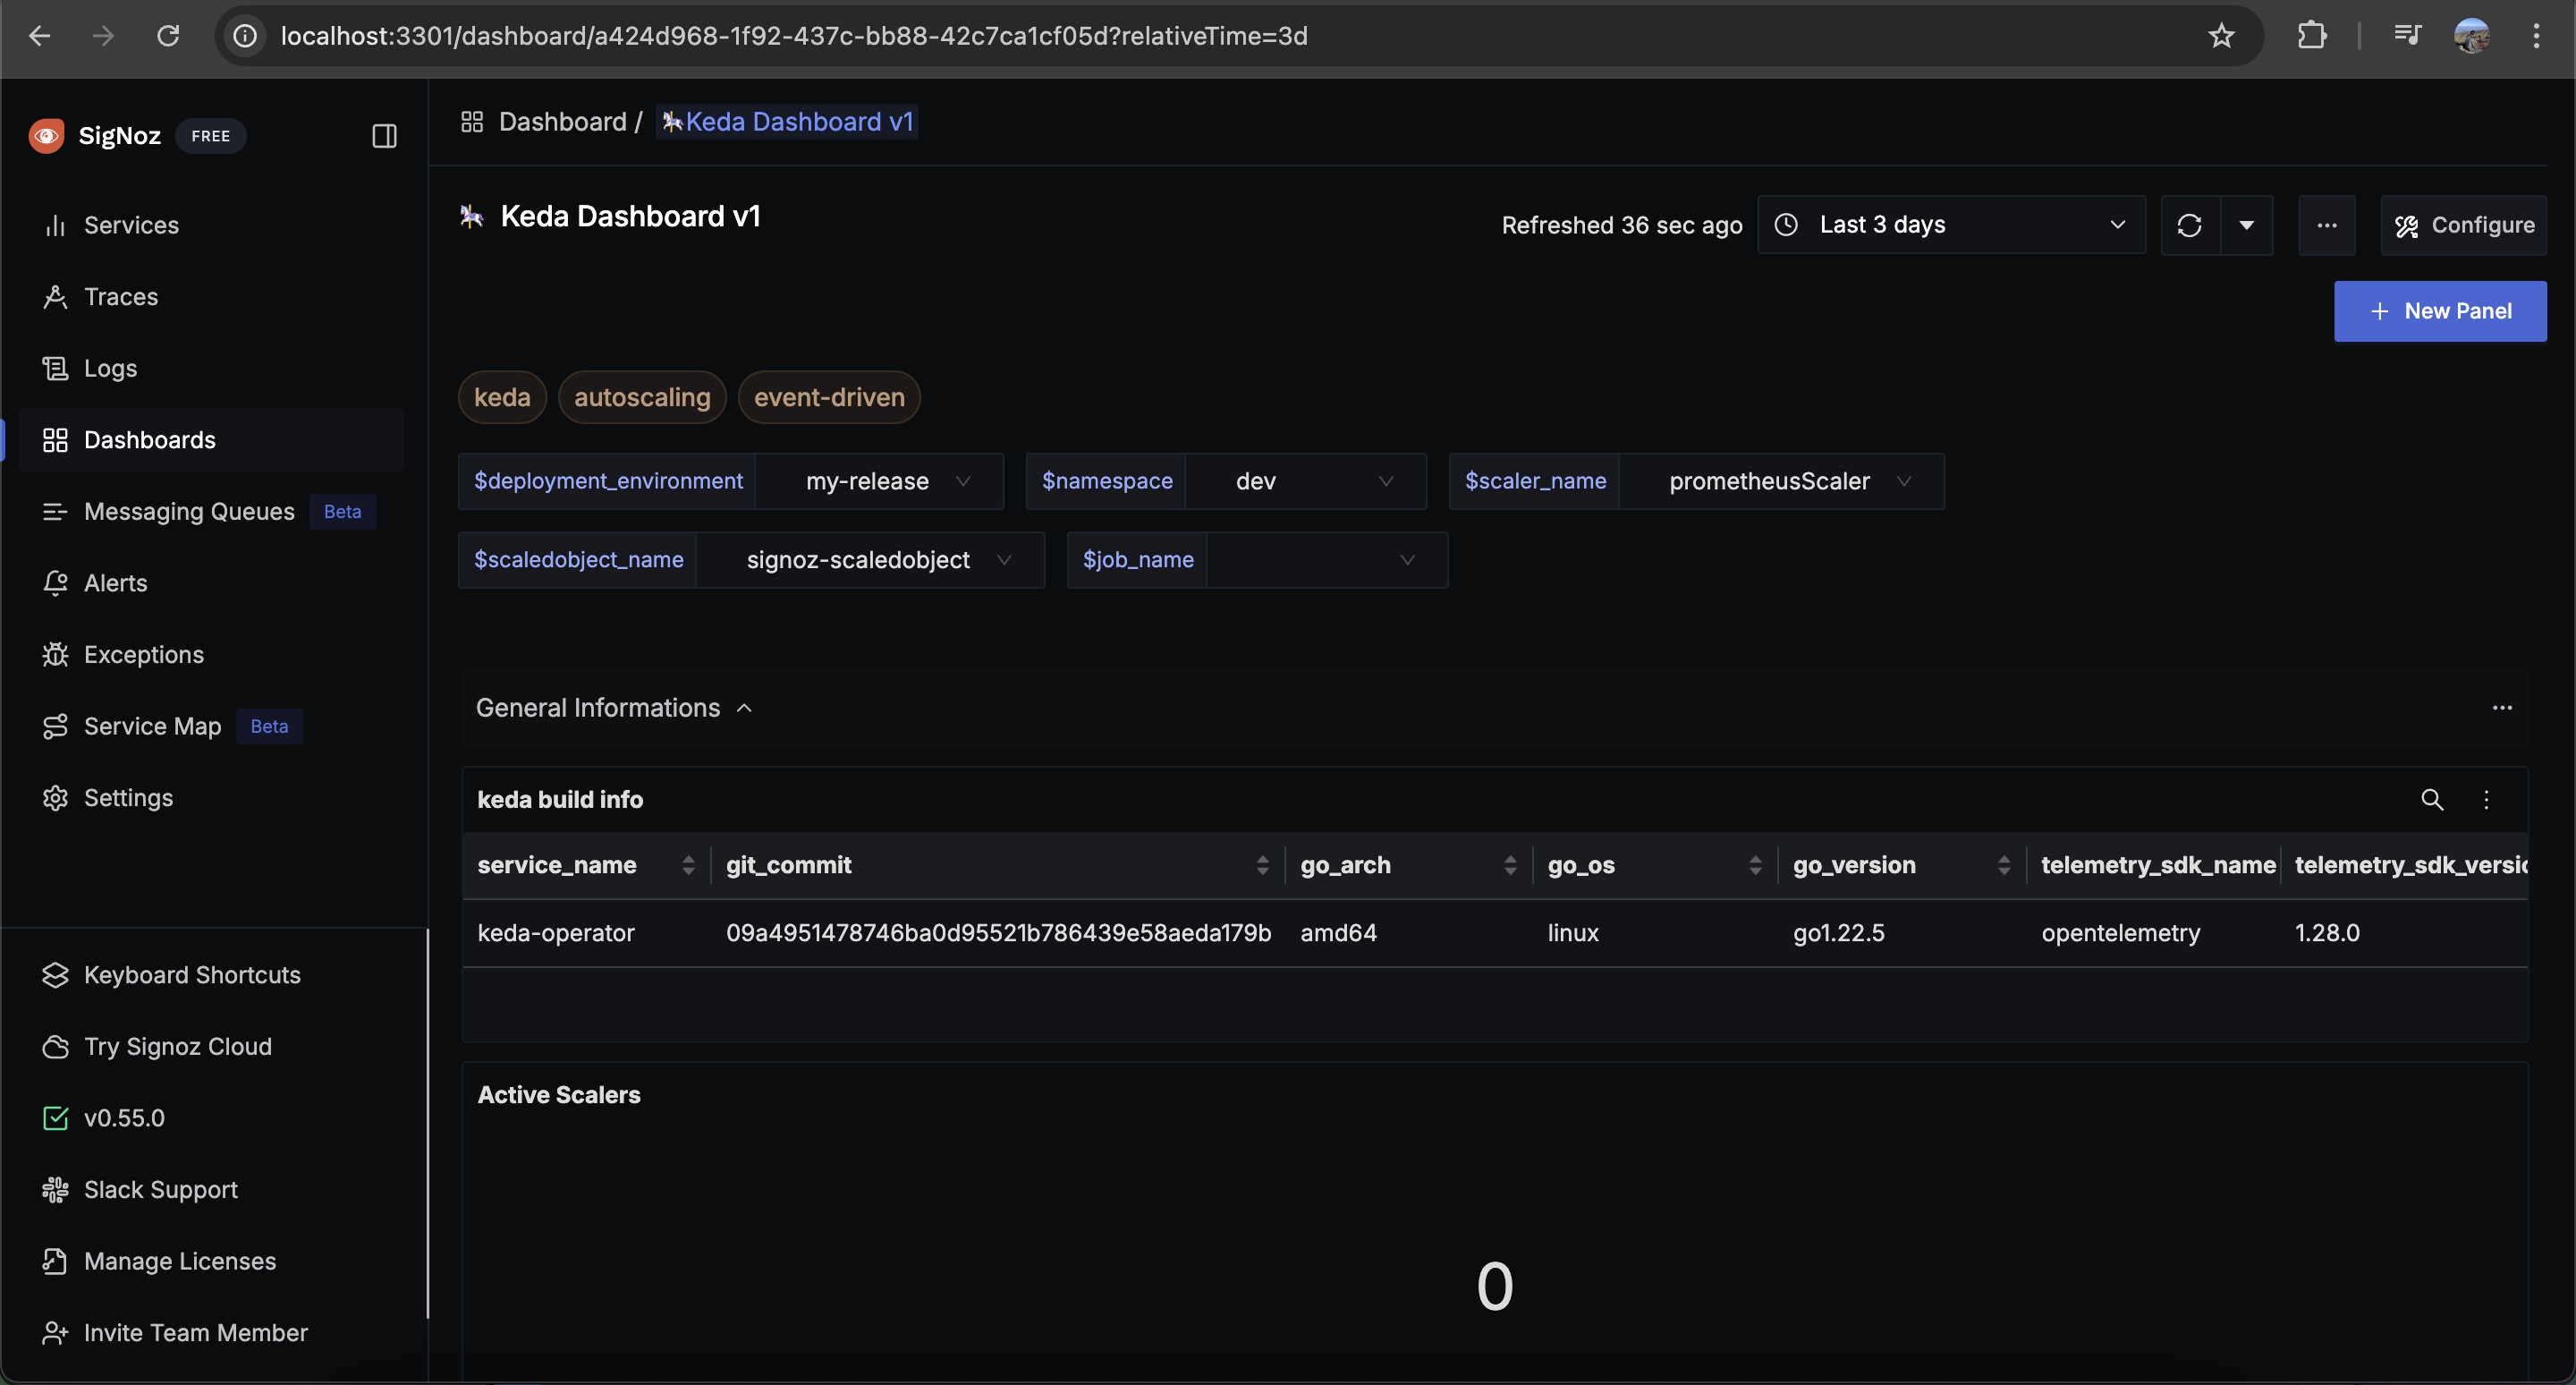 localhost:3301/dashboard/a424d968-1f92-437c-bb88-42c7ca1cf05d?relativeTime=3d
SigNoz FREE
Services
Traces
Logs
Dashboards
Messaging Queues Beta
Alerts
Exceptions
Service Map Beta
Settings
Keyboard Shortcuts
Try Signoz Cloud
v0.55.0
Slack Support
Manage Licenses
Invite Team Member
Dashboard / Keda Dashboard v1
Keda Dashboard v1
Refreshed 36 sec ago Last 3 days Configure
New Panel
keda autoscaling event-driven
$deployment_environment my-release $namespace dev $scaler_name prometheusScaler
$scaledobject_name signoz-scaledobject $job_name
General Informations
keda build info
service_name git_commit go_arch go_os go_version telemetry_sdk_name telemetry_sdk_versio
keda-operator 09a4951478746ba0d95521b786439e58aeda179b amd64 linux go1.22.5 opentelemetry 1.28.0
Active Scalers
0